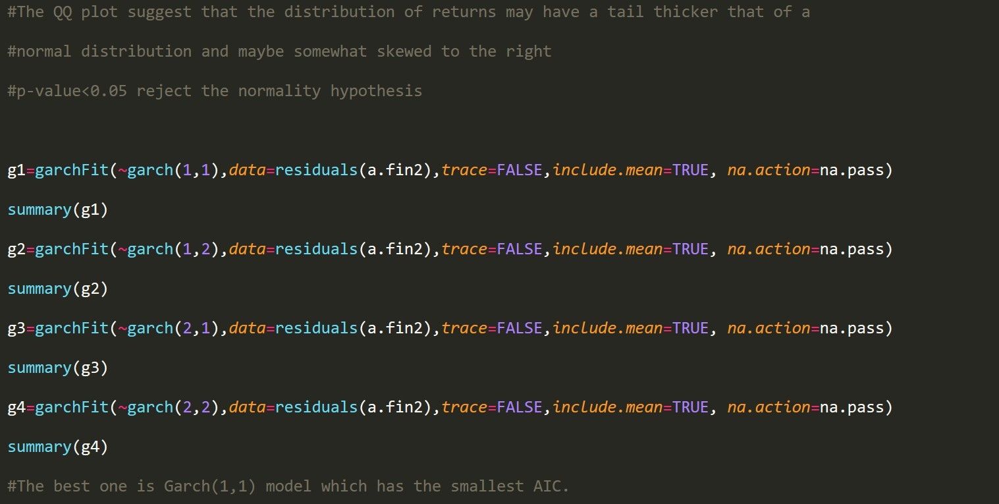 #The QQ plot suggest that the distribution of returns may have a tail thicker that of a
#normal distribution and maybe somewhat skewed to the right
#p-value<0.05 reject the normality hypothesis
g1=garchFit(~garch(1,1),data=residuals(a.fin2),trace=FALSE,include.mean=TRUE, na.action=na.pass)
summary(g1)
g2=garchFit(~garch(1,2),data=residuals(a.fin2),trace=FALSE,include.mean=TRUE, na.action=na.pass)
summary(g2)
g3=garchFit(~garch(2,1),data=residuals(a.fin2),trace=FALSE,include.mean=TRUE, na.action=na.pass)
summary(g3)
g4=garchFit(~garch(2,2),data=residuals(a.fin2),trace=FALSE,include.mean=TRUE, na.action=na.pass)
summary(g4)
#The best one is Garch(1,1) model which has the smallest AIC.